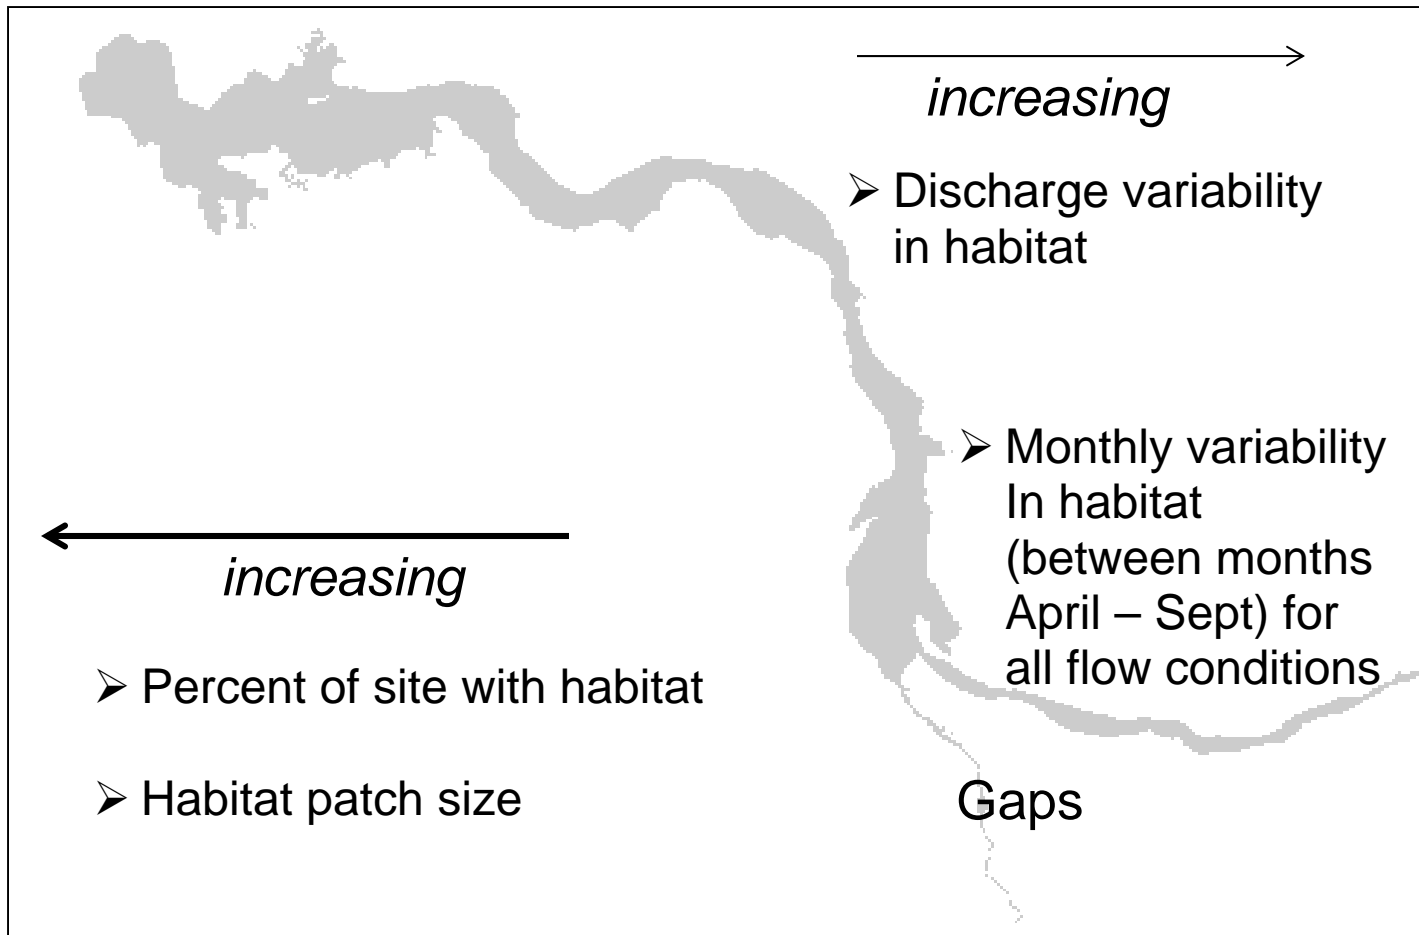 increasing
➢ Discharge variability
in habitat
➢ Monthly variability
In habitat
(between months
April – Sept) for
all flow conditions
increasing
➢ Percent of site with habitat
➢ Habitat patch size
Gaps